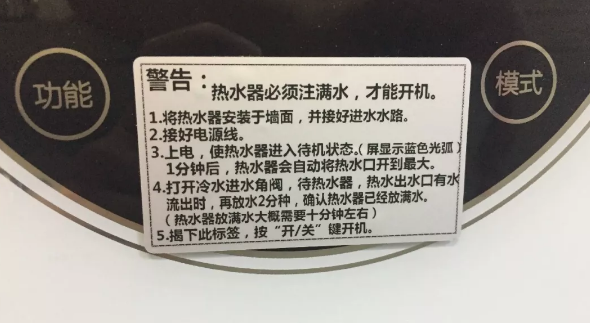 功能
模式
警告：
热水器必须注满水，才能开机。
1.将热水器安装于墙面，并接好进水水路。
2.接好电源线。
3.上电，使热水器进入待机状态。(屏显示蓝色光弧)
1分钟后，热水器会自动将热水口开到最大。
4.打开冷水进水角阀，待热水器，热水出水口有水
流出时，再放水2分种，确认热水器已经放满水。
（热水器放满水大概需要十分钟左右）
5.揭下此标签，按“开/关”键开机。